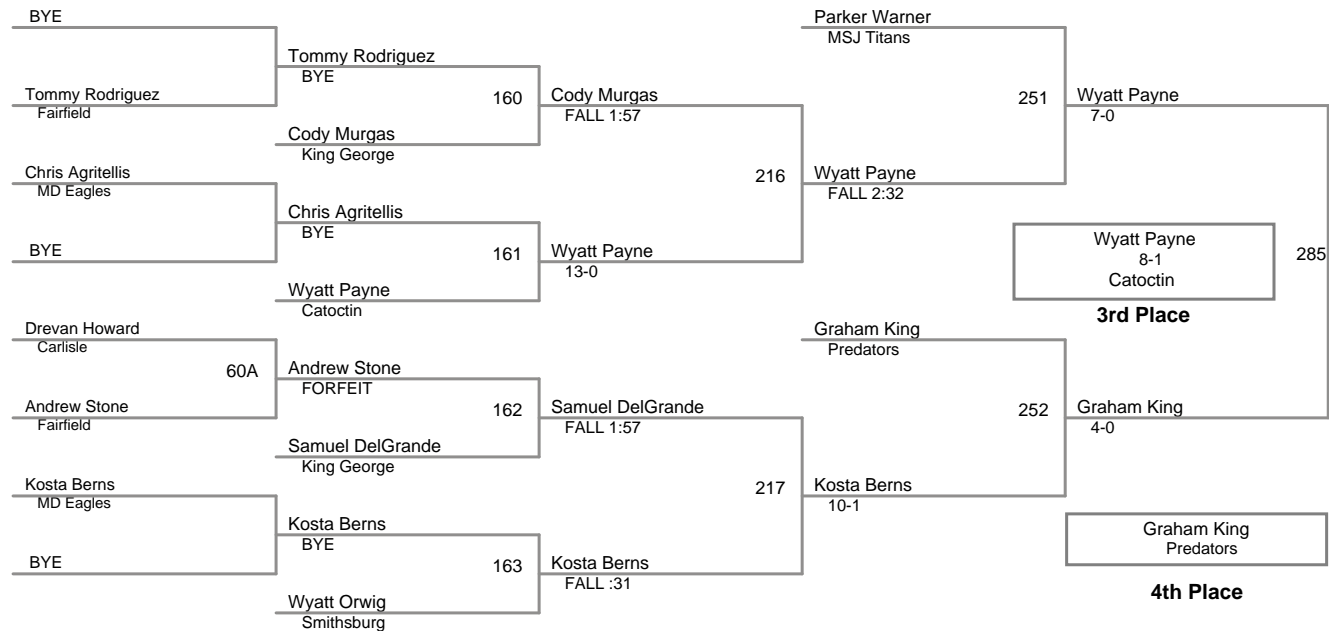 BYE
Parker Warner
MSJ Titans
Tommy Rodriguez
BYE
Tommy Rodriguez
Fairfield
160
Cody Murgas
FALL 1:57
251
Wyatt Payne
7-0
Cody Murgas
King George
Chris Agritellis
MD Eagles
216
Wyatt Payne
FALL 2:32
Chris Agritellis
BYE
BYE
161
Wyatt Payne
13-0
Wyatt Payne
8-1
Catoctin
285
Wyatt Payne
Catoctin
3rd Place
Drevan Howard
Carlisle
Graham King
Predators
60A
Andrew Stone
FORFEIT
Andrew Stone
Fairfield
162
Samuel DelGrande
FALL 1:57
252
Graham King
4-0
Samuel DelGrande
King George
Kosta Berns
MD Eagles
217
Kosta Berns
10-1
Kosta Berns
BYE
Graham King
Predators
BYE
163
Kosta Berns
FALL :31
4th Place
Wyatt Orwig
Smithsburg